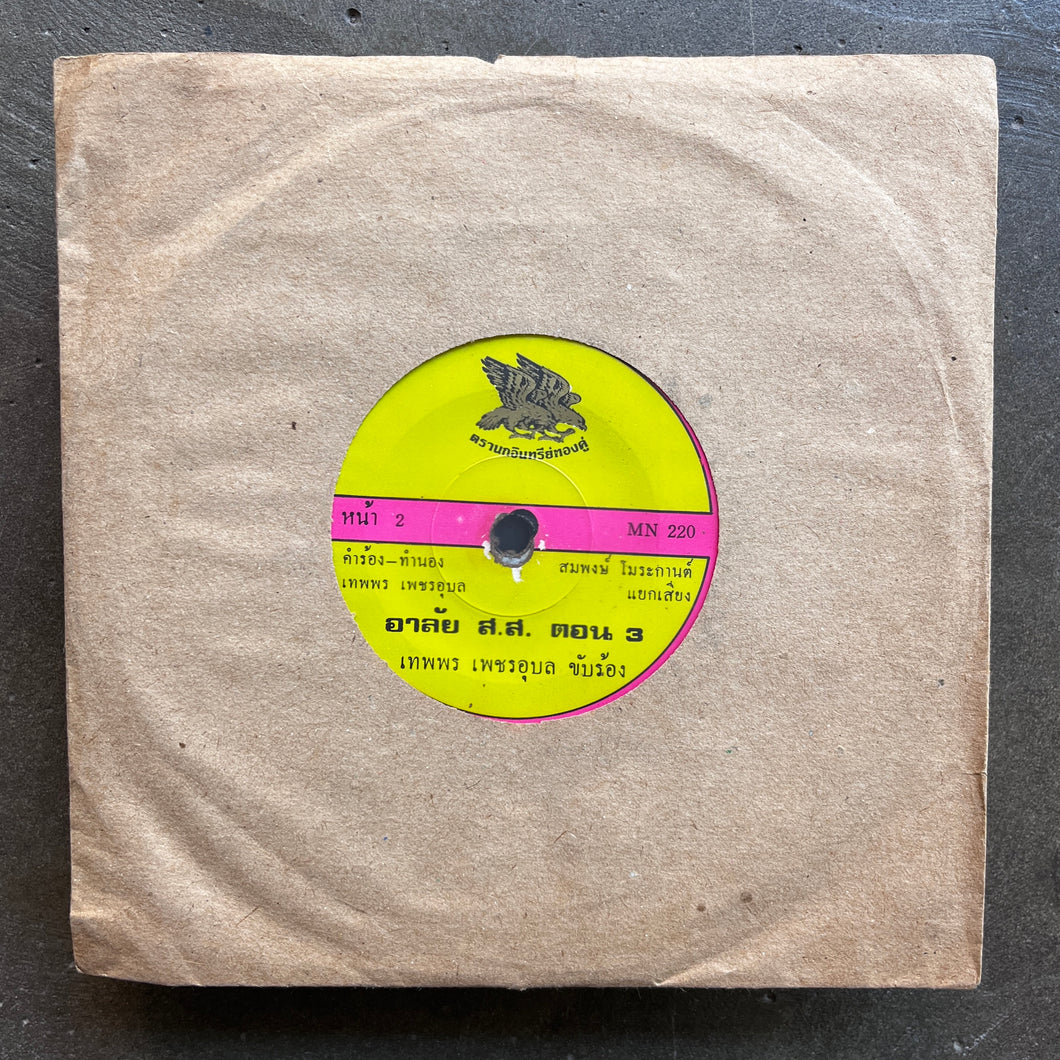 ตรานกอินทรีย์ทองคู่
หน้า 2 MN 220
คำร้อง–ทำนอง สมพงษ์ โมระกานต์
เทพพร เพชรอุบล แยกเสียง
อาลัย ส.ส. ตอน 3
เทพพร เพชรอุบล ขับร้อง